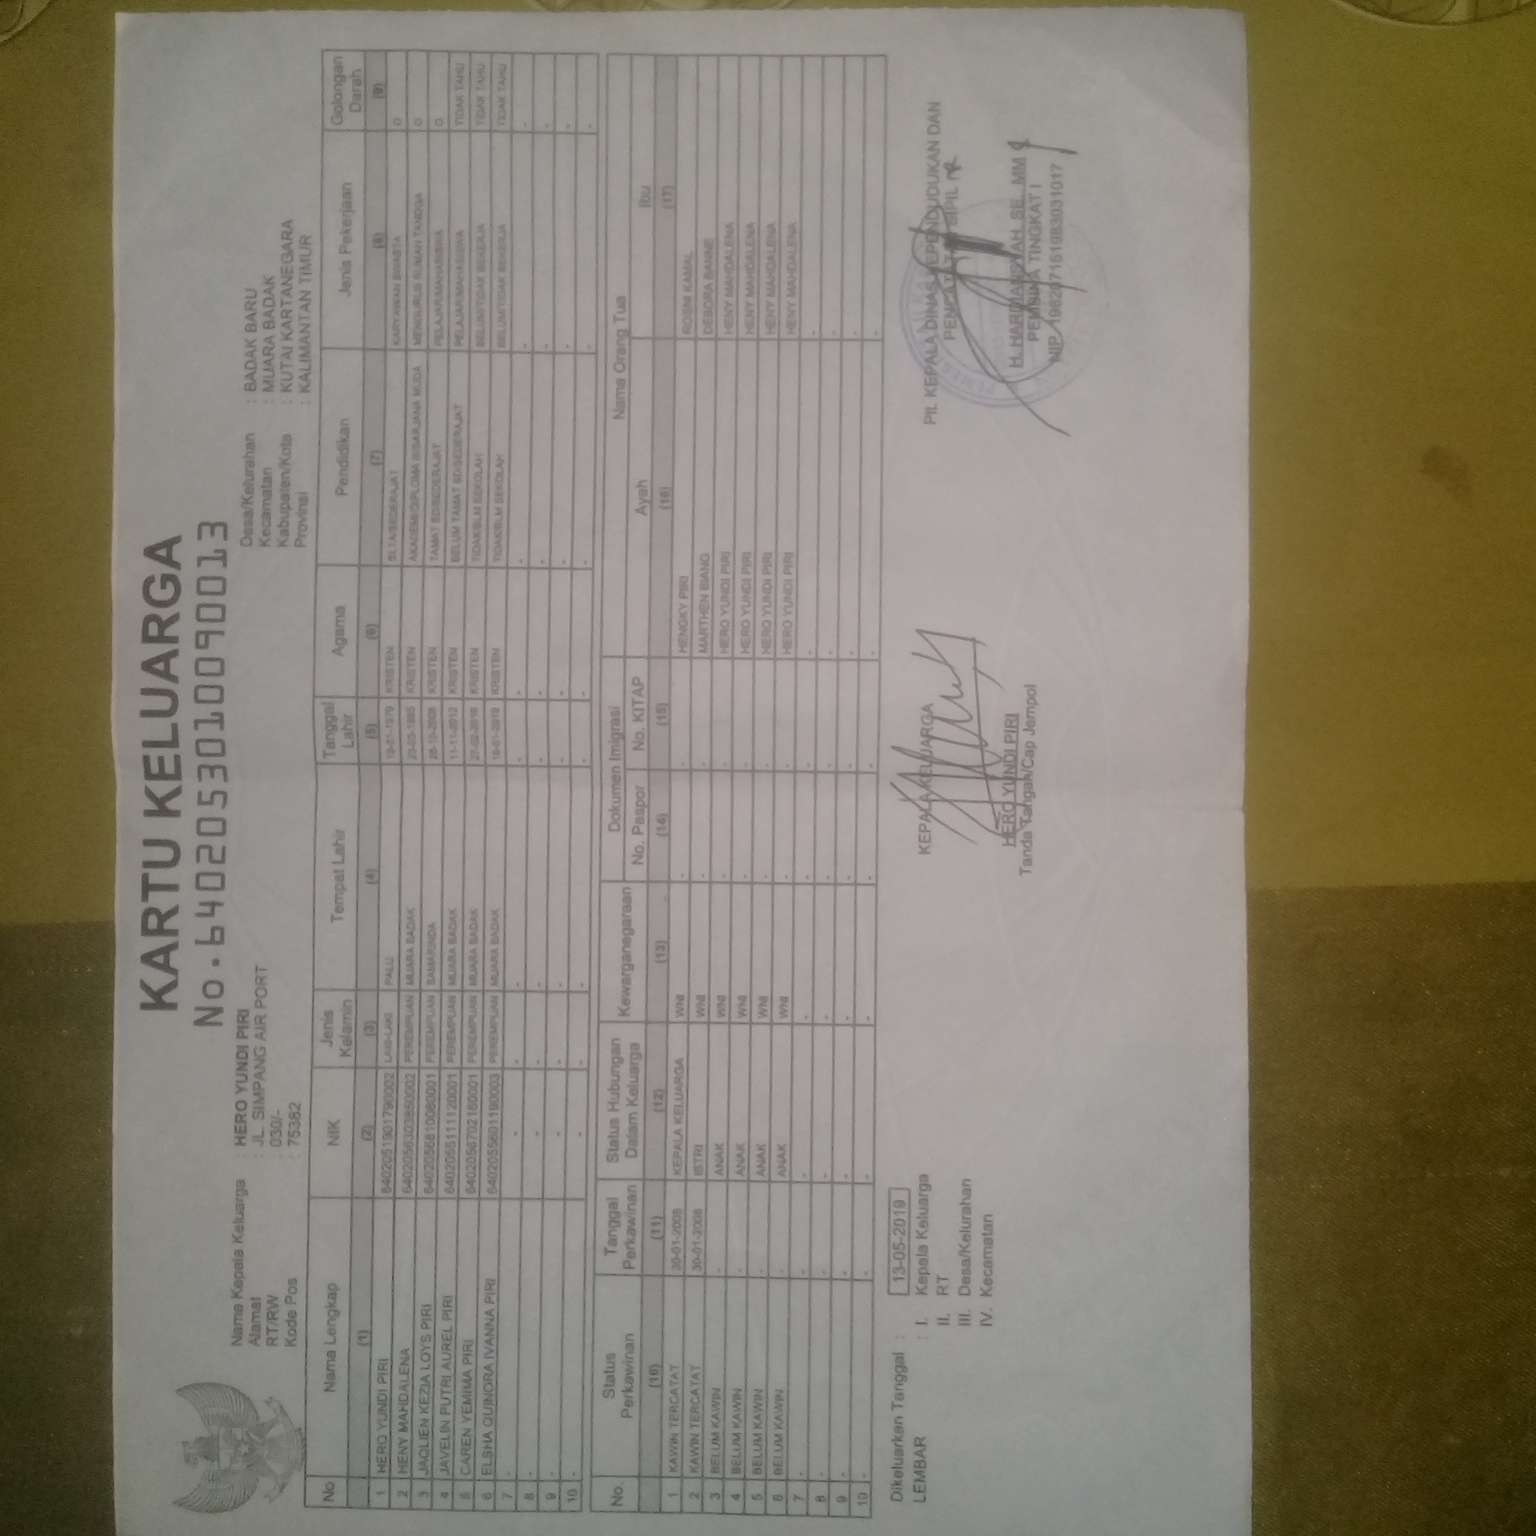 KARTU KELUARGA
No.6402053010090013
Nama Kepala Keluarga : HERO YUNDI PIRI
Alamat : JL. SIMPANG AIR PORT
RT/RW : 030/-
Kode Pos : 75382
Desa/Kelurahan : BADAK BARU
Kecamatan : MUARA BADAK
Kabupaten/Kota : KUTAI KARTANEGARA
Provinsi : KALIMANTAN TIMUR
No Nama Lengkap NIK Jenis Kelamin Tempat Lahir Tanggal Lahir Agama Pendidikan Jenis Pekerjaan Golongan Darah
(1) (2) (3) (4) (5) (6) (7) (8) (9)
1 HERO YUNDI PIRI 6402051901790002 LAKI-LAKI PALU 19-01-1979 KRISTEN SLTA/SEDERAJAT KARYAWAN SWASTA O
2 HENY MAHDALENA 6402056303850002 PEREMPUAN MUARA BADAK 23-03-1985 KRISTEN AKADEMI/DIPLOMA III/SARJANA MUDA MENGURUS RUMAH TANGGA O
3 JAQLIEN KEZIA LOYS PIRI 6402056810080001 PEREMPUAN SAMARINDA 28-10-2008 KRISTEN TAMAT SD/SEDERAJAT PELAJAR/MAHASISWA O
4 JAVELIN PUTRI AUREL PIRI 6402055111120001 PEREMPUAN MUARA BADAK 11-11-2012 KRISTEN BELUM TAMAT SD/SEDERAJAT PELAJAR/MAHASISWA TIDAK TAHU
5 CAREN YEMIMA PIRI 6402056702160001 PEREMPUAN MUARA BADAK 27-02-2016 KRISTEN TIDAK/BLM SEKOLAH BELUM/TIDAK BEKERJA TIDAK TAHU
6 ELSHA QUINORA IVANNA PIRI 6402055601190003 PEREMPUAN MUARA BADAK 16-01-2019 KRISTEN TIDAK/BLM SEKOLAH BELUM/TIDAK BEKERJA TIDAK TAHU
7 - - - - - - - - -
8 - - - - - - - - -
9 - - - - - - - - -
10 - - - - - - - - -
No. Status Perkawinan Tanggal Perkawinan Status Hubungan Dalam Keluarga Kewarganegaraan Dokumen Imigrasi Nama Orang Tua
No. Paspor No. KITAP Ayah Ibu
(10) (11) (12) (13) (14) (15) (16) (17)
1 KAWIN TERCATAT 30-01-2008 KEPALA KELUARGA WNI - - HENGKY PIRI ROSNI KAMAL
2 KAWIN TERCATAT 30-01-2008 ISTRI WNI - - MARTHEN BIANG DEBORA BANNE
3 BELUM KAWIN - ANAK WNI - - HERO YUNDI PIRI HENY MAHDALENA
4 BELUM KAWIN - ANAK WNI - - HERO YUNDI PIRI HENY MAHDALENA
5 BELUM KAWIN - ANAK WNI - - HERO YUNDI PIRI HENY MAHDALENA
6 BELUM KAWIN - ANAK WNI - - HERO YUNDI PIRI HENY MAHDALENA
7 - - - - - - - -
8 - - - - - - - -
9 - - - - - - - -
10 - - - - - - - -
Dikeluarkan Tanggal : 13-05-2019
LEMBAR : I. Kepala Keluarga
II. RT
III. Desa/Kelurahan
IV. Kecamatan
KEPALA KELUARGA
HERO YUNDI PIRI
Tanda Tangan/Cap Jempol
Plt. KEPALA DINAS KEPENDUDUKAN DAN
PENCATATAN SIPIL
H. HARDIANSYAH. SE. MM
PEMBINA TINGKAT I
NIP. 196207151983031017